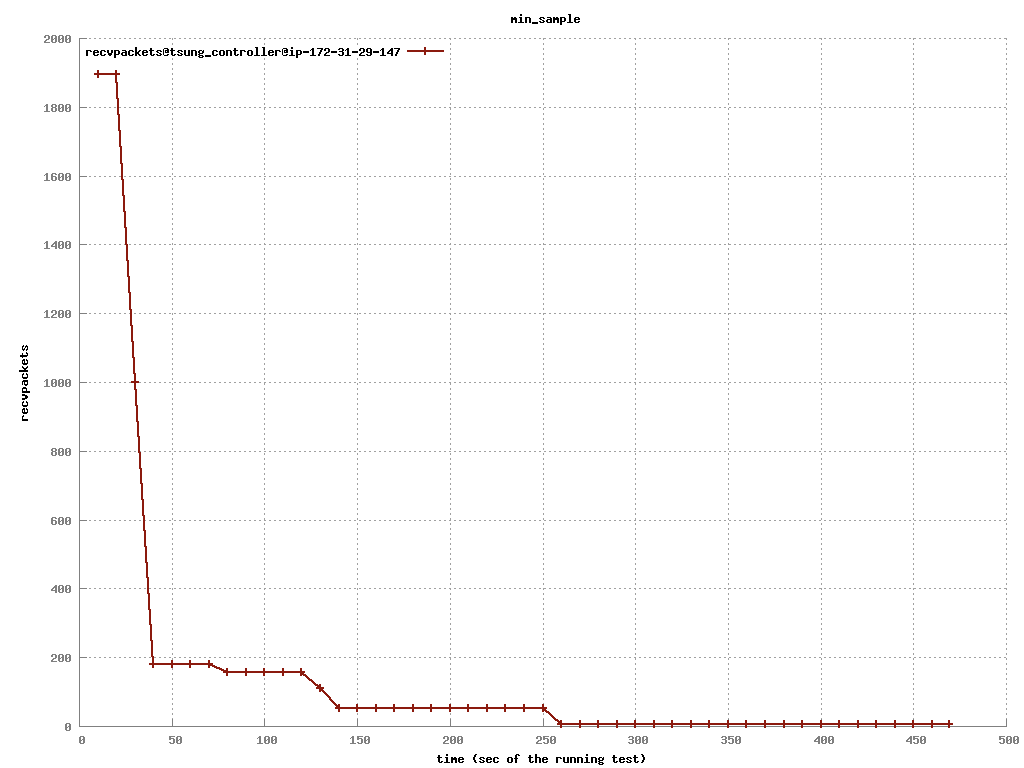 min_sample
2000
recvpackets@tsung_controller@ip-172-31-29-147
1800
1600
1400
1200
1000
800
600
400
200
0
recvpackets
0 50 100 150 200 250 300 350 400 450 500
time (sec of the running test)